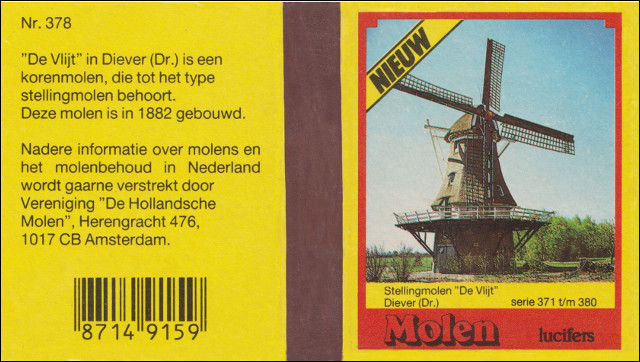 Nr. 378
"De Vlijt" in Diever (Dr.) is een
korenmolen, die tot het type
stellingmolen behoort.
Deze molen is in 1882 gebouwd.
Nadere informatie over molens en
het molenbehoud in Nederland
wordt gaarne verstrekt door
Vereniging "De Hollandsche
Molen", Herengracht 476,
1017 CB Amsterdam.
8714 9159
NIEUW
Stellingmolen "De Vlijt"
Diever (Dr.) serie 371 t/m 380
Molen lucifers